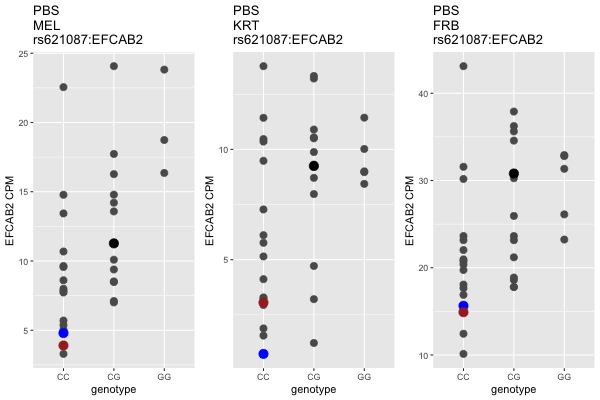 PBS
MEL
rs621087:EFCAB2
25
20
15
10
5
EFCAB2 CPM
CC
CG
GG
genotype
PBS
KRT
rs621087:EFCAB2
10
5
EFCAB2 CPM
CC
CG
GG
genotype
PBS
FRB
rs621087:EFCAB2
40
30
20
10
EFCAB2 CPM
CC
CG
GG
genotype